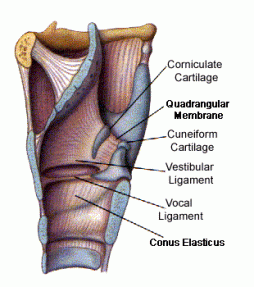 Corniculate
Cartilage
Quadrangular
Membrane
Cuneiform
Cartilage
Vestibular
Ligament
Vocal
Ligament
Conus Elasticus